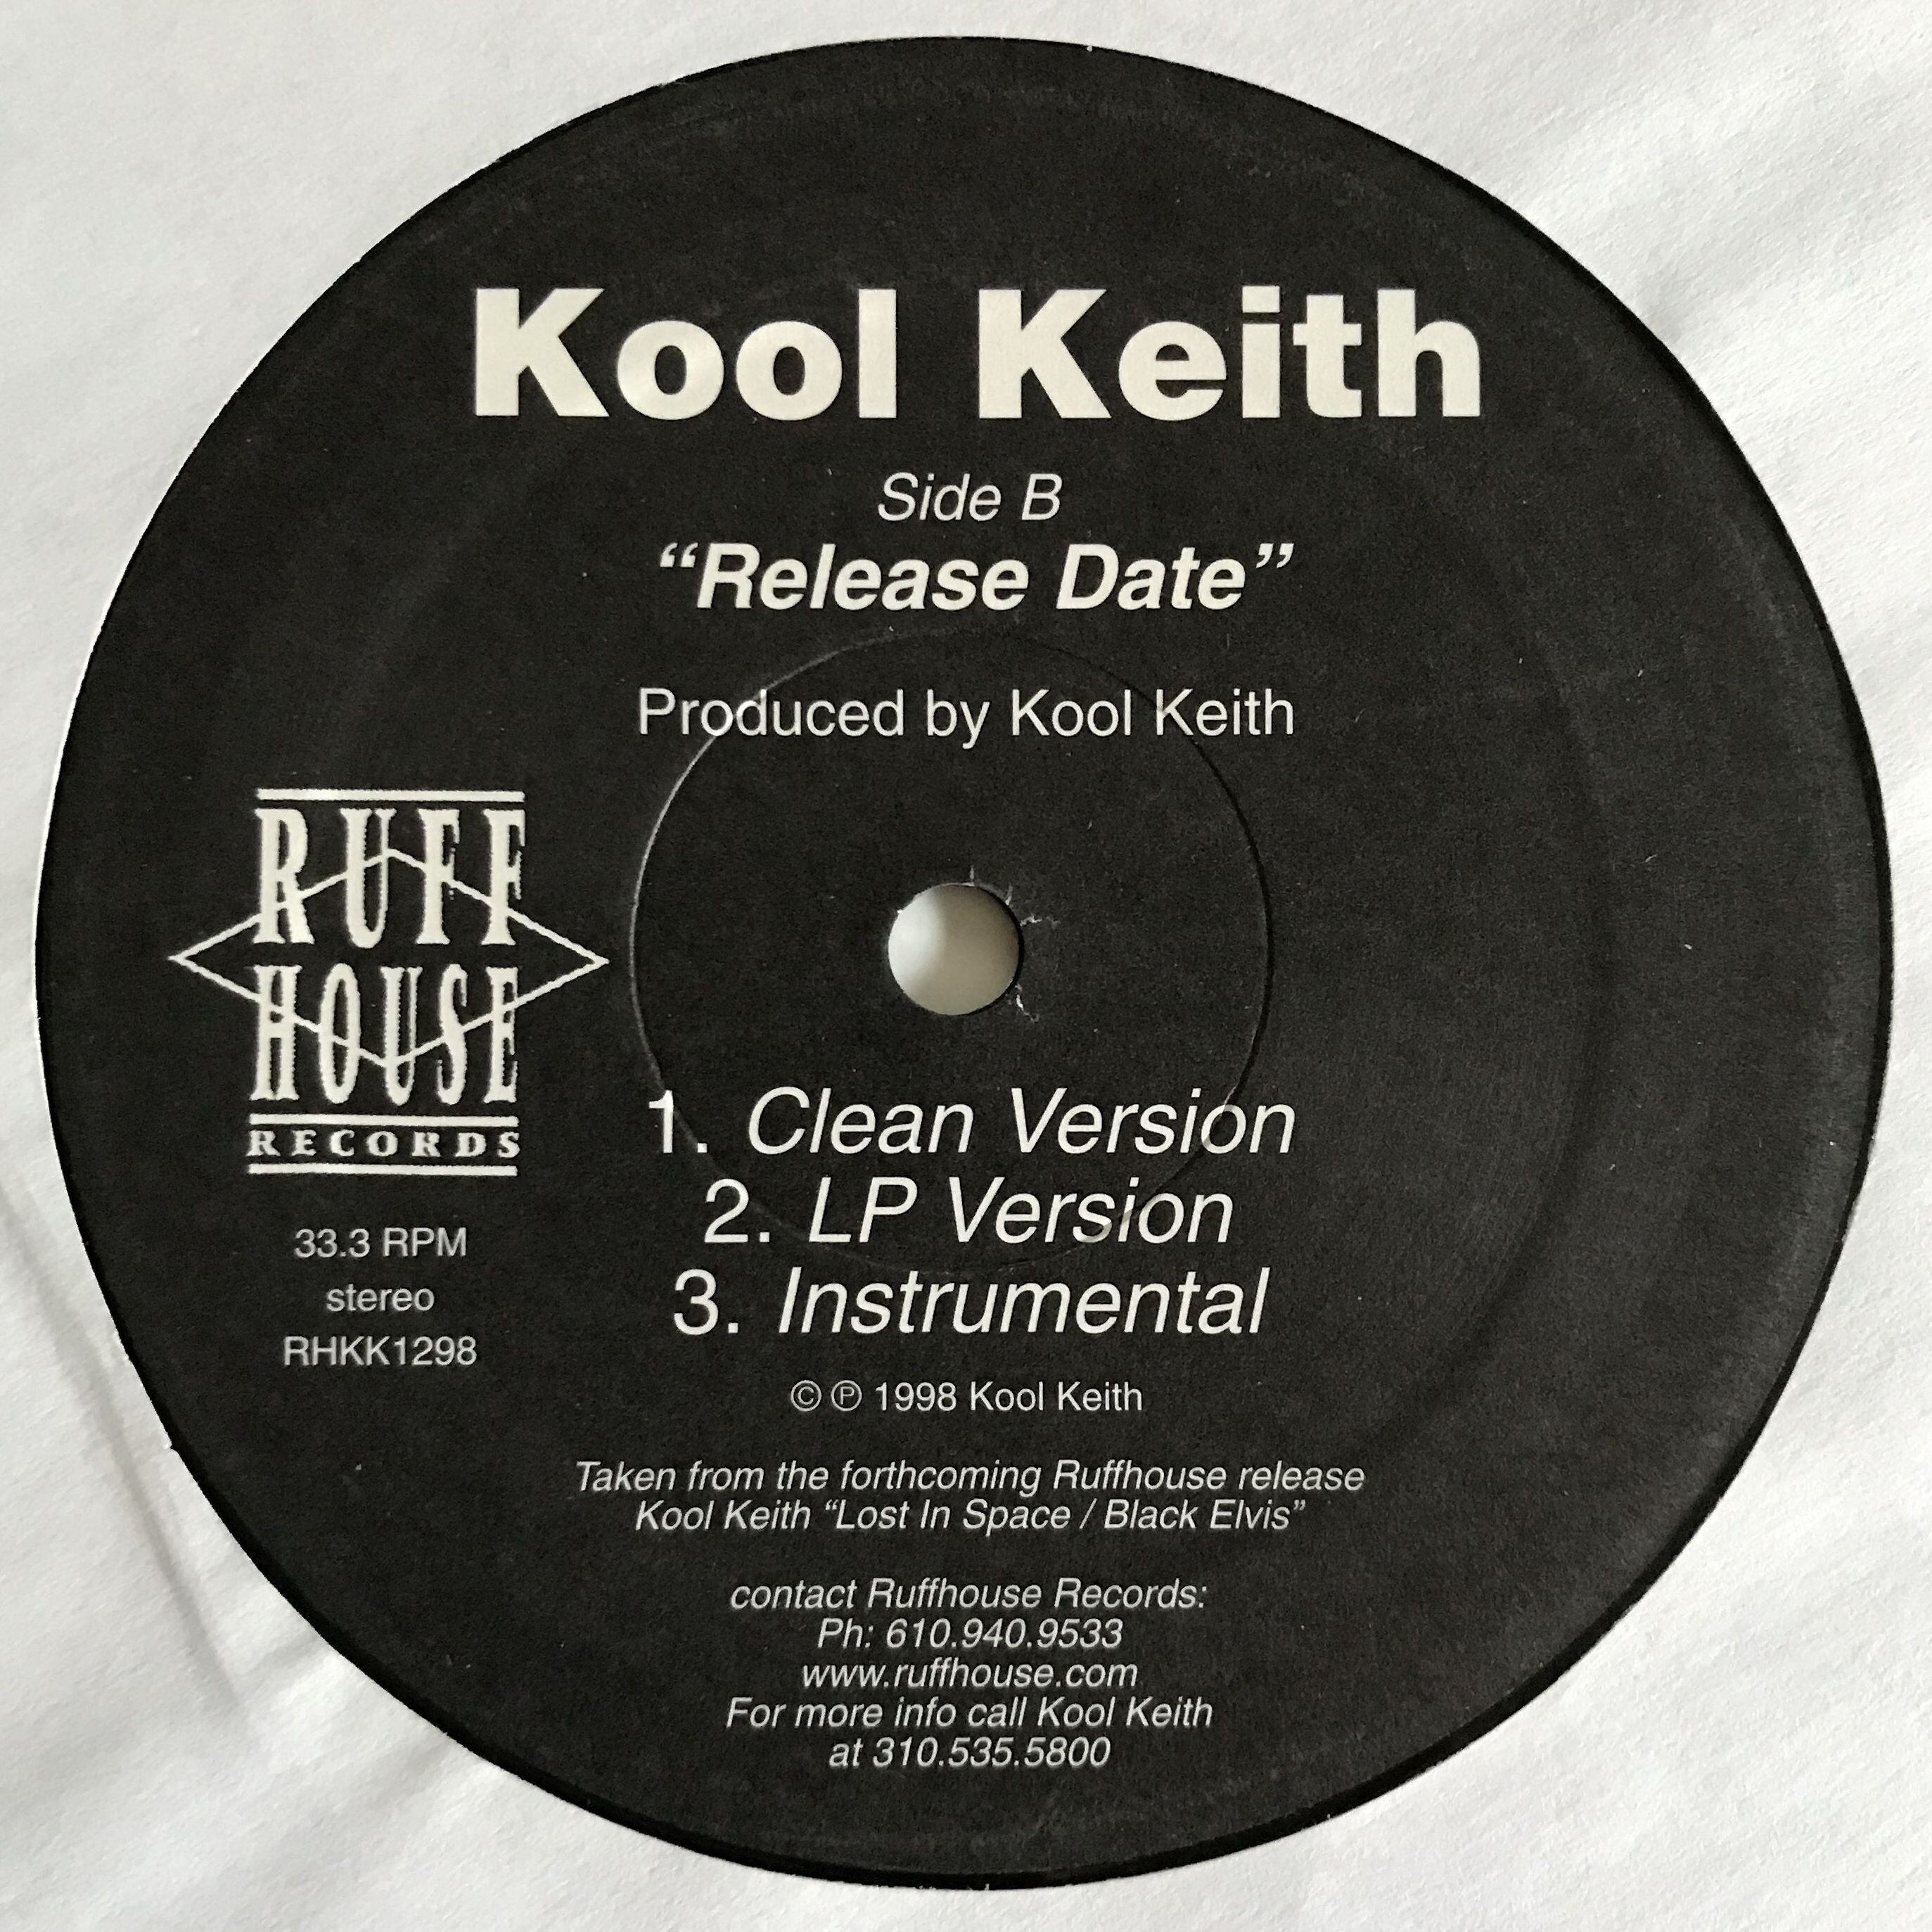 Kool Keith
Side B
“Release Date”
Produced by Kool Keith
RUFF
HOUSE
RECORDS
33.3 RPM
stereo
RHKK1298
1. Clean Version
2. LP Version
3. Instrumental
© ℗ 1998 Kool Keith
Taken from the forthcoming Ruffhouse release
Kool Keith “Lost In Space / Black Elvis”
contact Ruffhouse Records:
Ph: 610.940.9533
www.ruffhouse.com
For more info call Kool Keith
at 310.535.5800